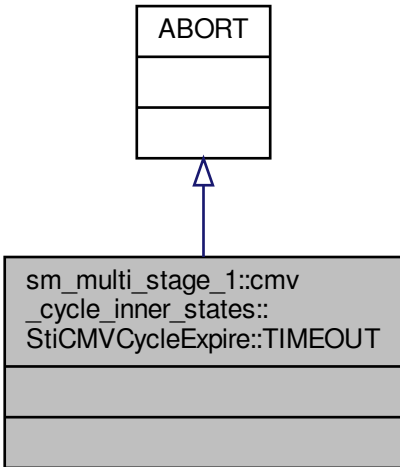 ABORT
sm_multi_stage_1::cmv
_cycle_inner_states::
StiCMVCycleExpire::TIMEOUT